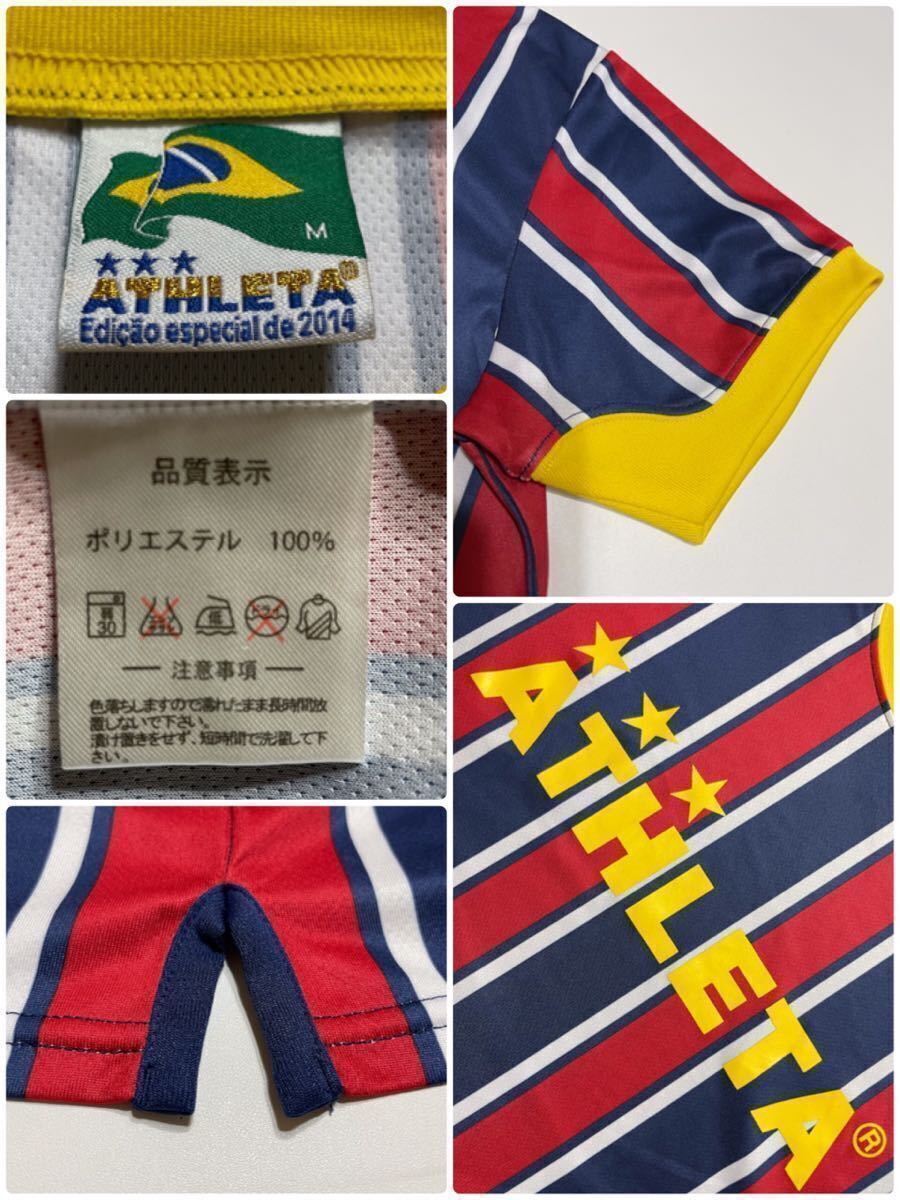 M
ATHLETA®
Edição especial de 2014
品質表示
ポリエステル 100%
30
低
注意事項
色落ちしますので濡れたまま長時間放
置しないで下さい。
漬け置きをせず、短時間で洗濯して下
さい。
ATHLETA®